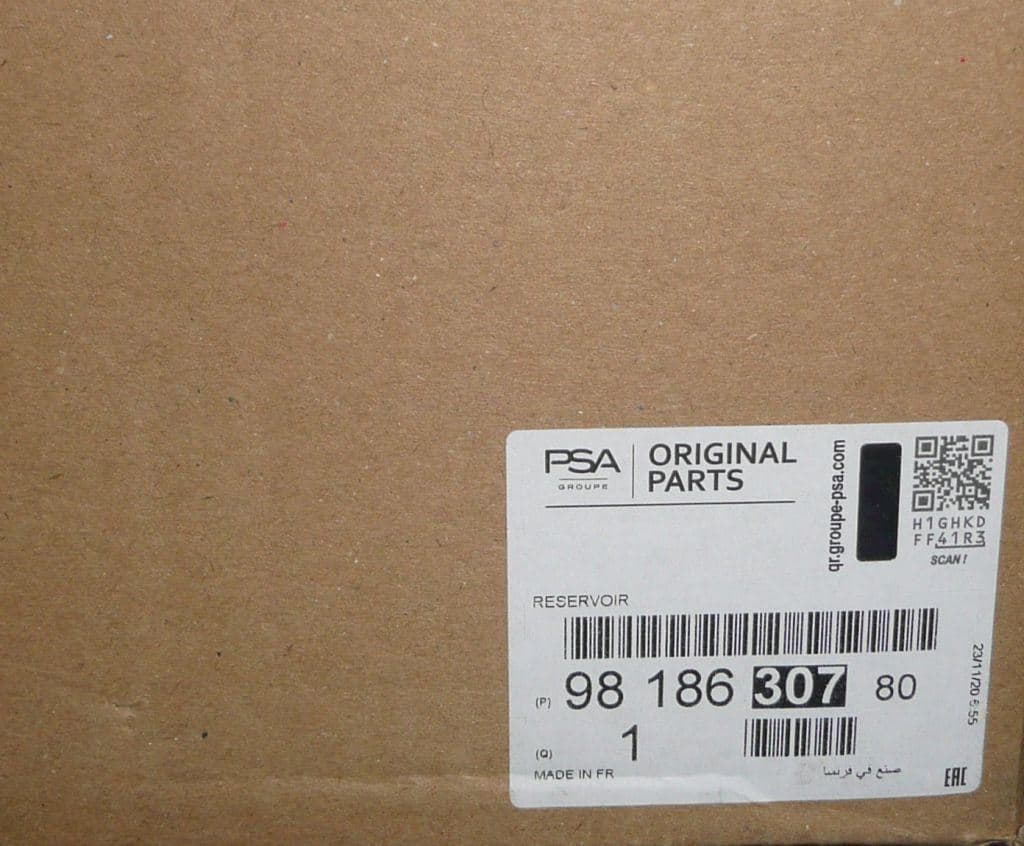 PSA
GROUPE
ORIGINAL
PARTS
qr.groupe-psa.com
H1GHKD
FF41R3
SCAN!
RESERVOIR
(P) 98 186 307 80
(Q) 1
MADE IN FR
صنع في فرنسا
EAC
23/11/20 6:55